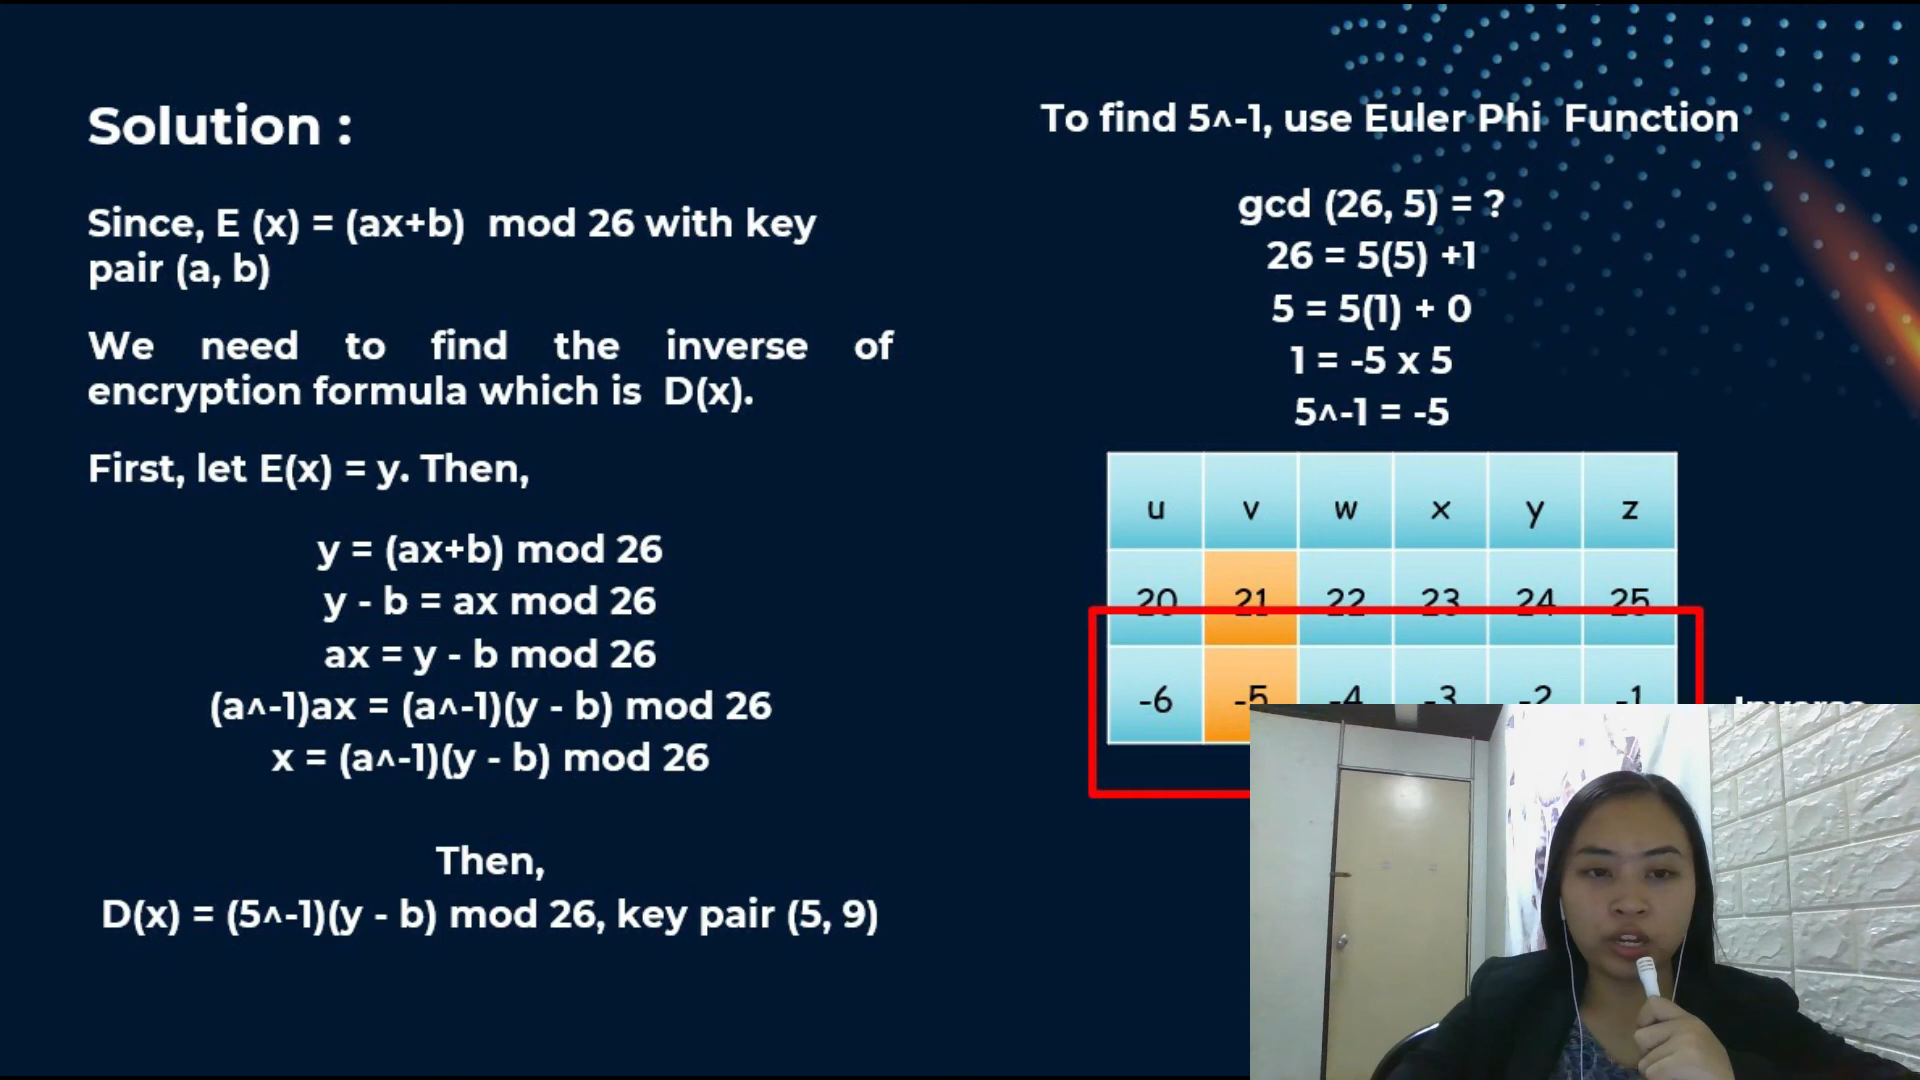 Solution :
Since, E (x) = (ax+b) mod 26 with key
pair (a, b)
We need to find the inverse of
encryption formula which is D(x).
First, let E(x) = y. Then,
y = (ax+b) mod 26
y - b = ax mod 26
ax = y - b mod 26
(a^-1)ax = (a^-1)(y - b) mod 26
x = (a^-1)(y - b) mod 26
Then,
D(x) = (5^-1)(y - b) mod 26, key pair (5, 9)
To find 5^-1, use Euler Phi Function
gcd (26, 5) = ?
26 = 5(5) +1
5 = 5(1) + 0
1 = -5 x 5
5^-1 = -5
u v w x y z
20 21 22 23 24 25
-6 -5 -4 -3 -2 -1